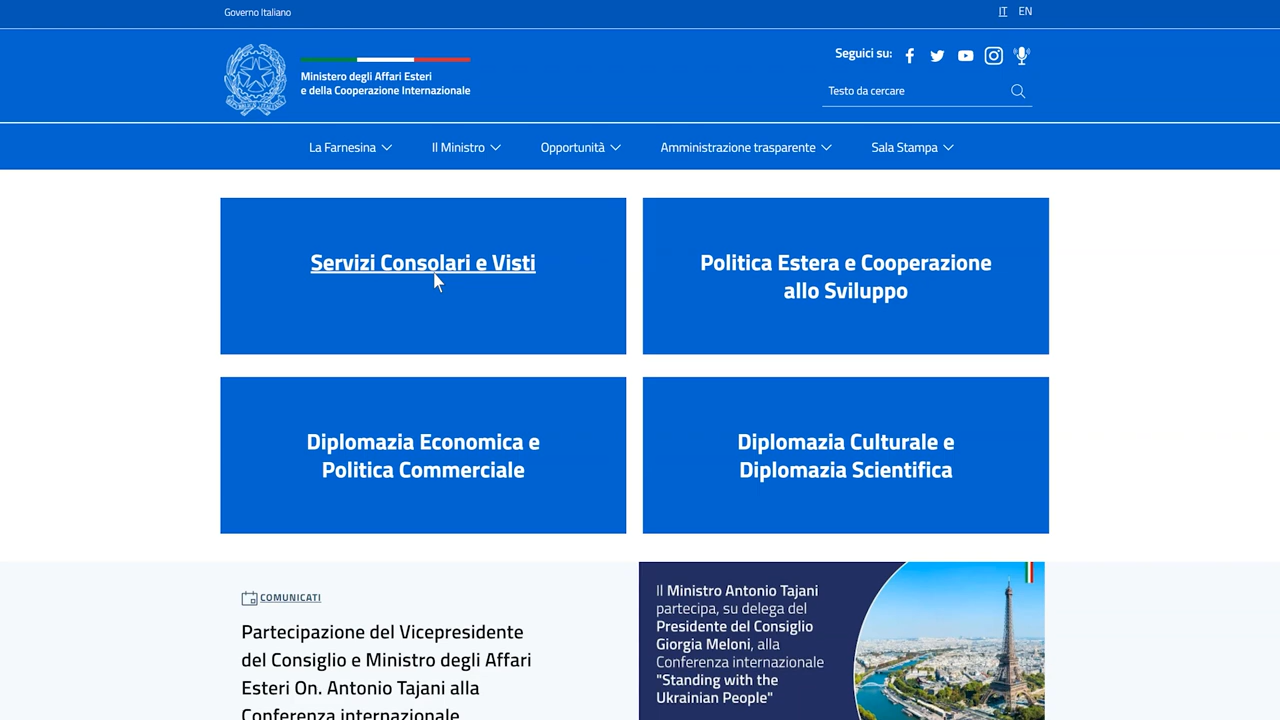 Governo Italiano
IT EN
Seguici su:
Ministero degli Affari Esteri
e della Cooperazione Internazionale
Testo da cercare
La Farnesina
Il Ministro
Opportunità
Amministrazione trasparente
Sala Stampa
Servizi Consolari e Visti
Politica Estera e Cooperazione
allo Sviluppo
Diplomazia Economica e
Politica Commerciale
Diplomazia Culturale e
Diplomazia Scientifica
COMUNICATI
Partecipazione del Vicepresidente
del Consiglio e Ministro degli Affari
Esteri On. Antonio Tajani alla
Conferenza internazionale
Il Ministro Antonio Tajani
partecipa, su delega del
Presidente del Consiglio
Giorgia Meloni, alla
Conferenza internazionale
"Standing with the
Ukrainian People"